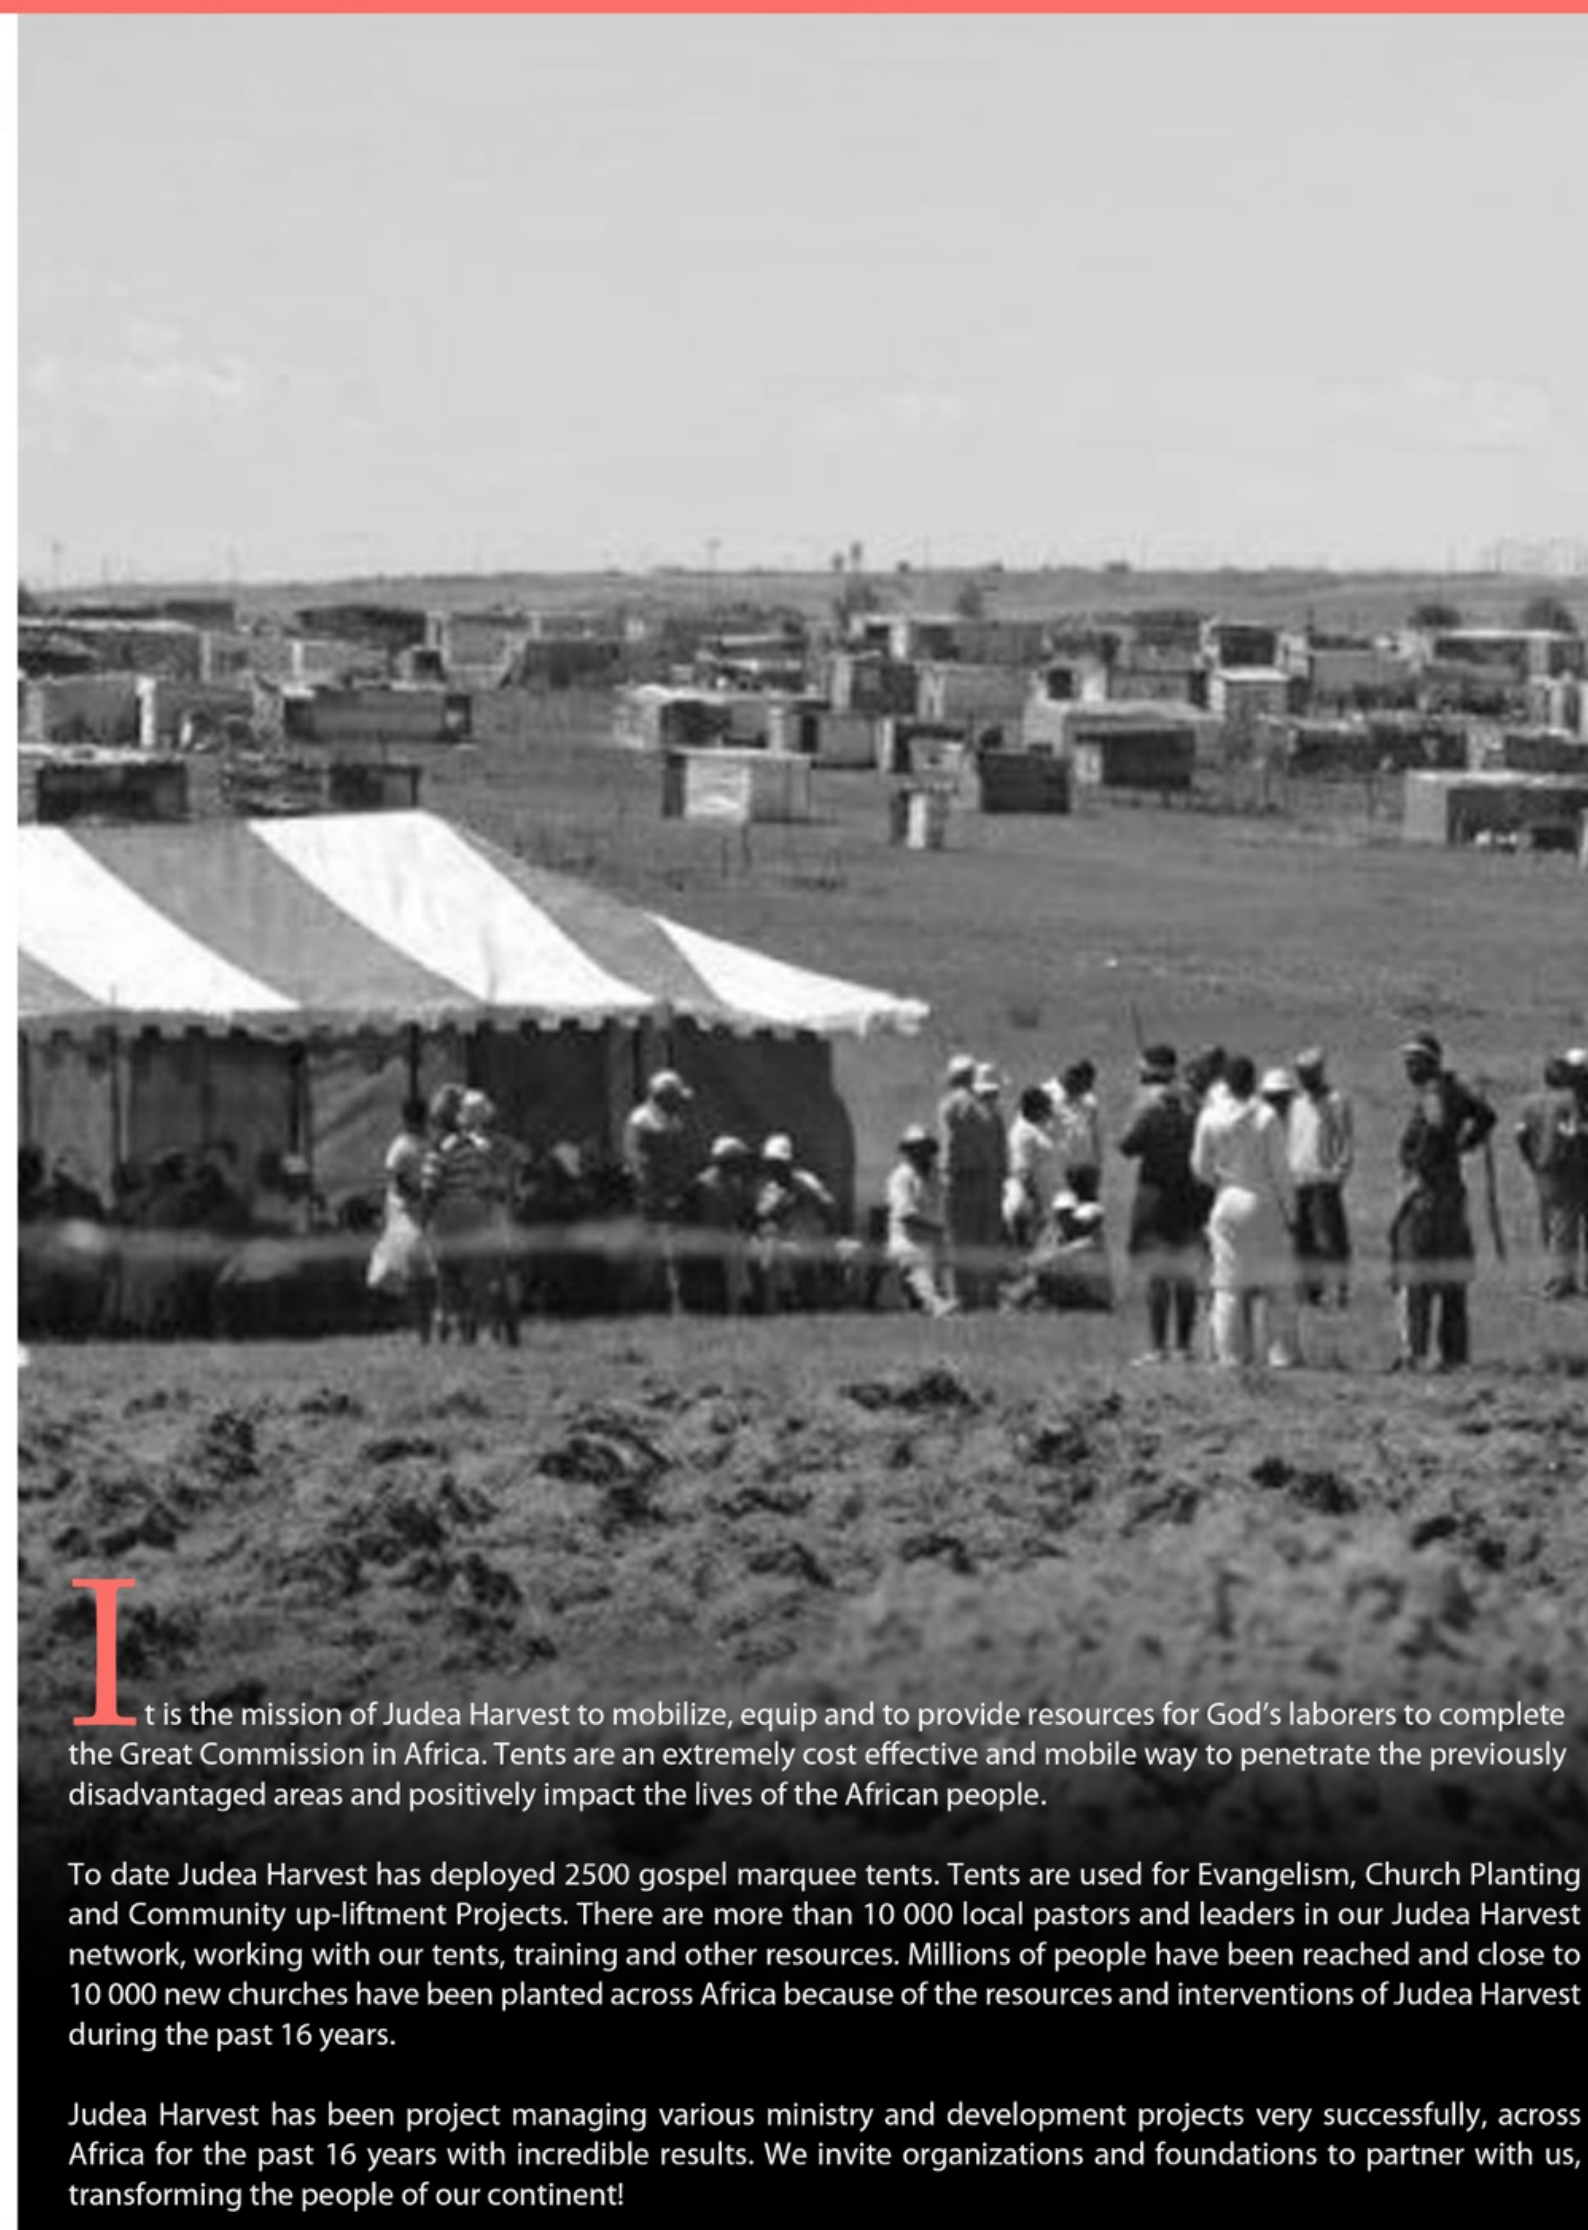 It is the mission of Judea Harvest to mobilize, equip and to provide resources for God's laborers to complete
the Great Commission in Africa. Tents are an extremely cost effective and mobile way to penetrate the previously
disadvantaged areas and positively impact the lives of the African people.
To date Judea Harvest has deployed 2500 gospel marquee tents. Tents are used for Evangelism, Church Planting
and Community up-liftment Projects. There are more than 10 000 local pastors and leaders in our Judea Harvest
network, working with our tents, training and other resources. Millions of people have been reached and close to
10 000 new churches have been planted across Africa because of the resources and interventions of Judea Harvest
during the past 16 years.
Judea Harvest has been project managing various ministry and development projects very successfully, across
Africa for the past 16 years with incredible results. We invite organizations and foundations to partner with us,
transforming the people of our continent!